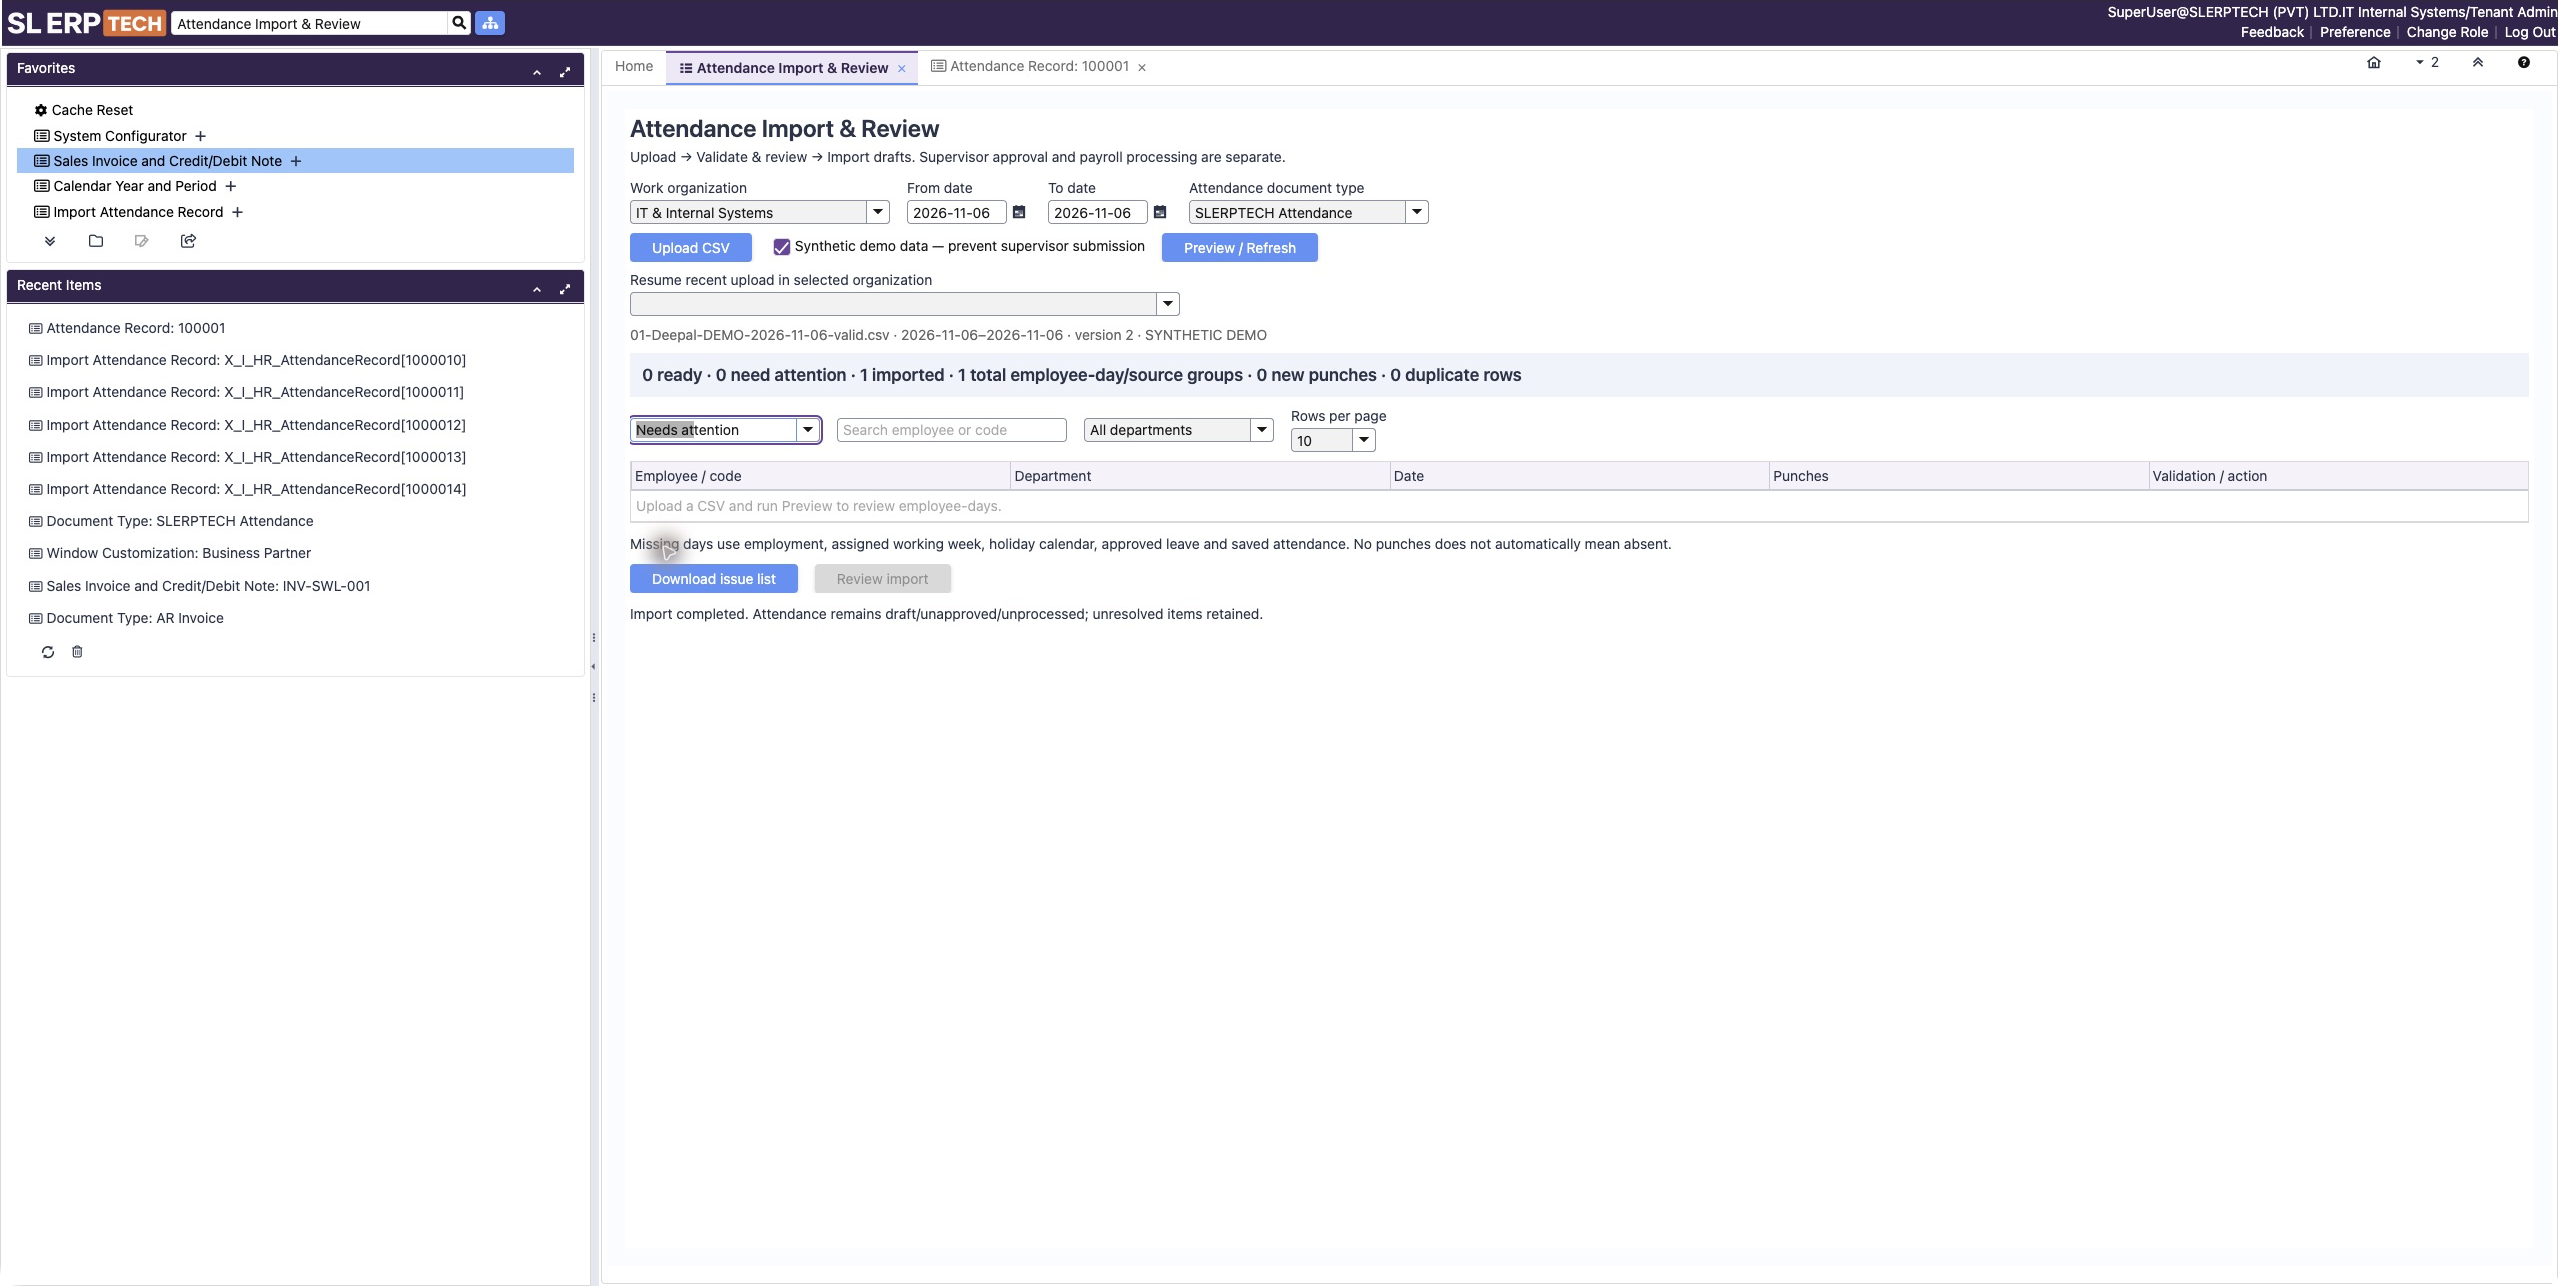 SLERP TECH
Attendance Import & Review
SuperUser@SLERPTECH (PVT) LTD.IT Internal Systems/Tenant Admin
Feedback | Preference | Change Role | Log Out
Favorites
Cache Reset
System Configurator +
Sales Invoice and Credit/Debit Note +
Calendar Year and Period +
Import Attendance Record +
Recent Items
Attendance Record: 100001
Import Attendance Record: X_I_HR_AttendanceRecord[1000010]
Import Attendance Record: X_I_HR_AttendanceRecord[1000011]
Import Attendance Record: X_I_HR_AttendanceRecord[1000012]
Import Attendance Record: X_I_HR_AttendanceRecord[1000013]
Import Attendance Record: X_I_HR_AttendanceRecord[1000014]
Document Type: SLERPTECH Attendance
Window Customization: Business Partner
Sales Invoice and Credit/Debit Note: INV-SWL-001
Document Type: AR Invoice
Home
Attendance Import & Review ×
Attendance Record: 100001 ×
2
Attendance Import & Review
Upload → Validate & review → Import drafts. Supervisor approval and payroll processing are separate.
Work organization From date To date Attendance document type
IT & Internal Systems 2026-11-06 2026-11-06 SLERPTECH Attendance
Upload CSV Synthetic demo data — prevent supervisor submission Preview / Refresh
Resume recent upload in selected organization
01-Deepal-DEMO-2026-11-06-valid.csv · 2026-11-06–2026-11-06 · version 2 · SYNTHETIC DEMO
0 ready · 0 need attention · 1 imported · 1 total employee-day/source groups · 0 new punches · 0 duplicate rows
Rows per page
Needs attention Search employee or code All departments 10
Employee / code Department Date Punches Validation / action
Upload a CSV and run Preview to review employee-days.
Missing days use employment, assigned working week, holiday calendar, approved leave and saved attendance. No punches does not automatically mean absent.
Download issue list Review import
Import completed. Attendance remains draft/unapproved/unprocessed; unresolved items retained.